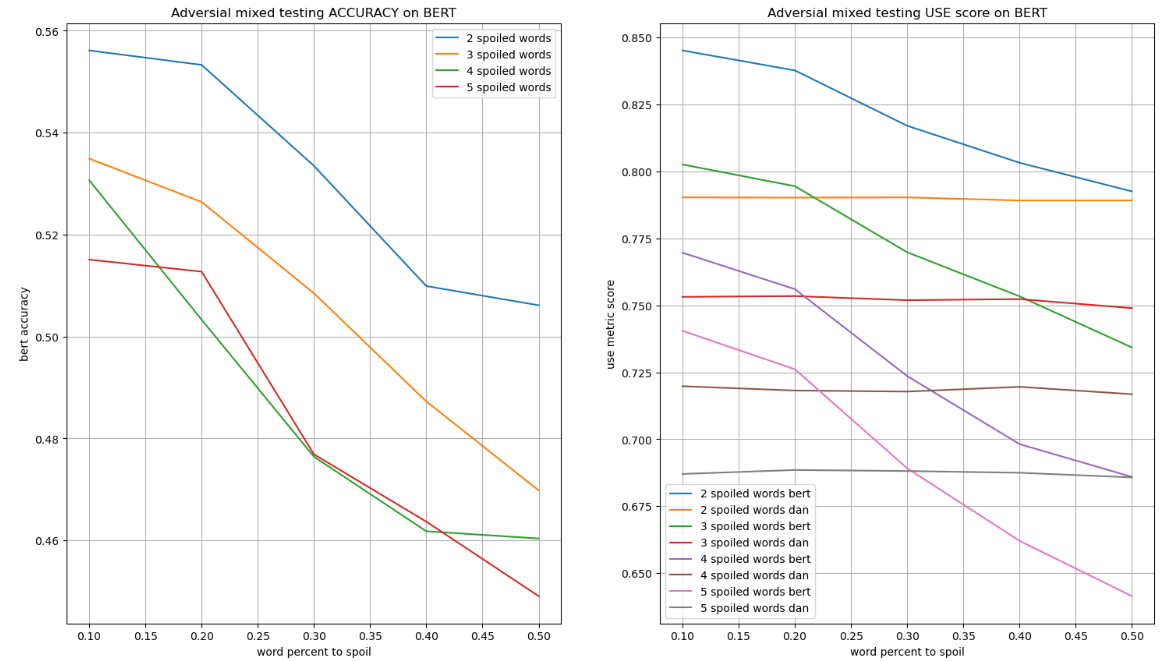 Adversial mixed testing ACCURACY on BERT
0.56
0.54
0.52
0.50
0.48
0.46
bert accuracy
2 spoiled words
3 spoiled words
4 spoiled words
5 spoiled words
0.10 0.15 0.20 0.25 0.30 0.35 0.40 0.45 0.50
word percent to spoil
Adversial mixed testing USE score on BERT
0.850
0.825
0.800
0.775
0.750
0.725
0.700
0.675
0.650
use metric score
2 spoiled words bert
2 spoiled words dan
3 spoiled words bert
3 spoiled words dan
4 spoiled words bert
4 spoiled words dan
5 spoiled words bert
5 spoiled words dan
0.10 0.15 0.20 0.25 0.30 0.35 0.40 0.45 0.50
word percent to spoil